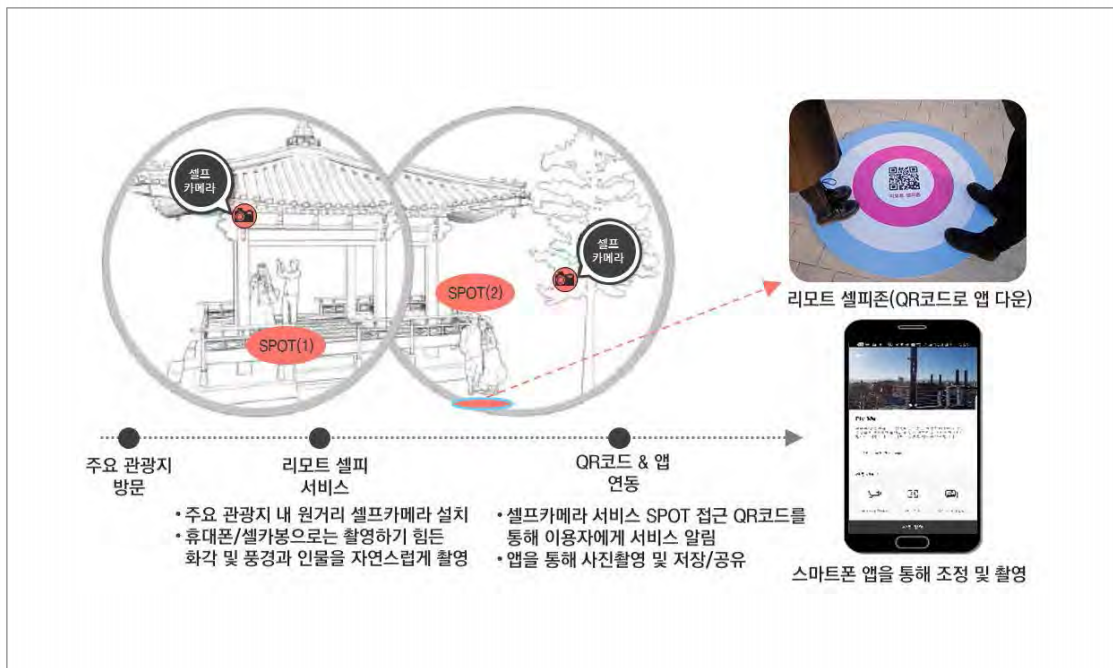 셀프
카메라
셀프
카메라
SPOT(2)
SPOT(1)
리모트 셀피존(QR코드로 앱 다운)
주요 관광지
방문
리모트 셀피
서비스
• 주요 관광지 내 원거리 셀프카메라 설치
• 휴대폰/셀카봉으로는 촬영하기 힘든
화각 및 풍경과 인물을 자연스럽게 촬영
QR코드 & 앱
연동
• 셀프카메라 서비스 SPOT 접근 QR코드를
통해 이용자에게 서비스 알림
• 앱을 통해 사진촬영 및 저장/공유
스마트폰 앱을 통해 조정 및 촬영